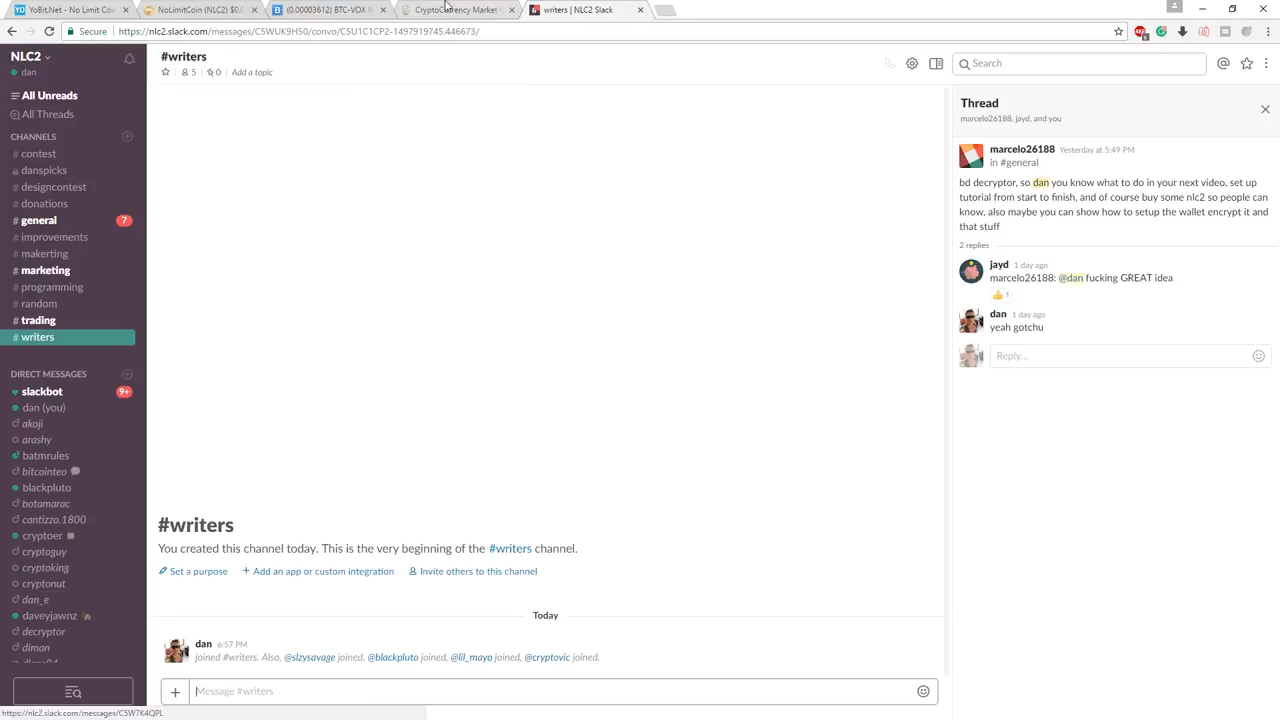 YoBit.Net - No Limit Coi
NoLimitCoin (NLC2) $0.
(0.00003612) BTC-VOX
CryptoCurrency Market
writers | NLC2 Slack
Secure
https://nlc2.slack.com/messages/C5WUK9H50/convo/C5U1C1CP2-1497919745.446673/
NLC2
dan
All Unreads
All Threads
CHANNELS
# contest
danspicks
# designcontest
# donations
# general 7
# improvements
# makerting
# marketing
# programming
# random
# trading
# writers
DIRECT MESSAGES
slackbot 9+
dan (you)
akoji
arashy
batmrules
bitcointeo
blackpluto
botamarac
cantizzo.1800
cryptoer
cryptoguy
cryptoking
cryptonut
dan_e
daveyjawnz
decryptor
diman
https://nlc2.slack.com/messages/C5W7K4QPL
#writers
5
0
Add a topic
Search
#writers
You created this channel today. This is the very beginning of the #writers channel.
Set a purpose
+ Add an app or custom integration
Invite others to this channel
Today
dan 6:57 PM
joined #writers. Also, @slzysavage joined, @blackpluto joined, @lil_mayo joined, @cryptovic joined.
+ Message #writers
Thread
marcelo26188, jayd, and you
marcelo26188 Yesterday at 5:49 PM
in #general
bd decryptor, so dan you know what to do in your next video, set up
tutorial from start to finish, and of course buy some nlc2 so people can
know, also maybe you can show how to setup the wallet encrypt it and
that stuff
2 replies
jayd 1 day ago
marcelo26188: @dan fucking GREAT idea
1
dan 1 day ago
yeah gotchu
Reply...